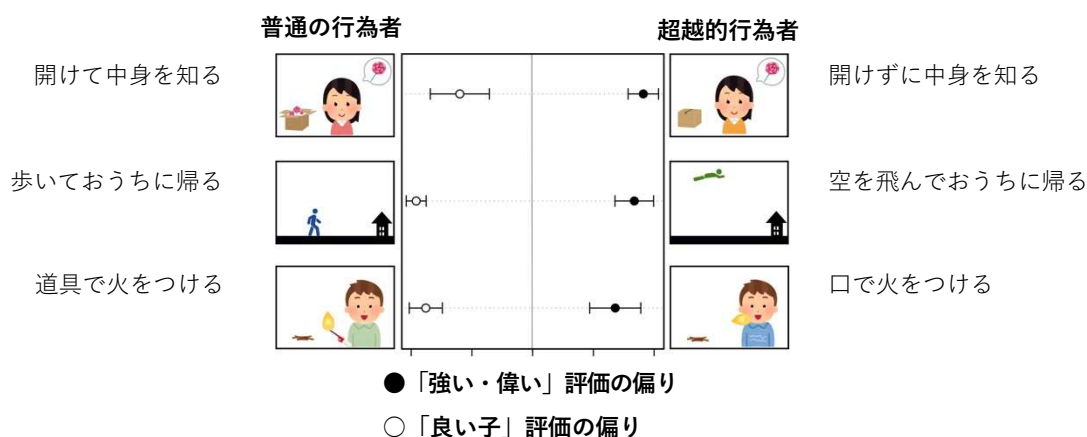 普通の行為者
超越的行為者
開けて中身を知る
開けずに中身を知る
歩いておうちに帰る
空を飛んでおうちに帰る
道具で火をつける
口で火をつける
●「強い・偉い」評価の偏り
○「良い子」評価の偏り